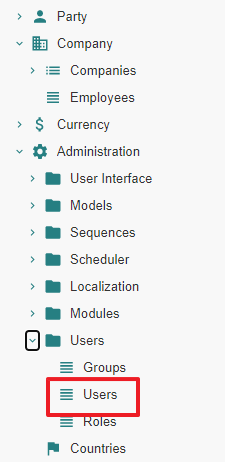 Party
Company
Companies
Employees
Currency
Administration
User Interface
Models
Sequences
Scheduler
Localization
Modules
Users
Groups
Users
Roles
Countries